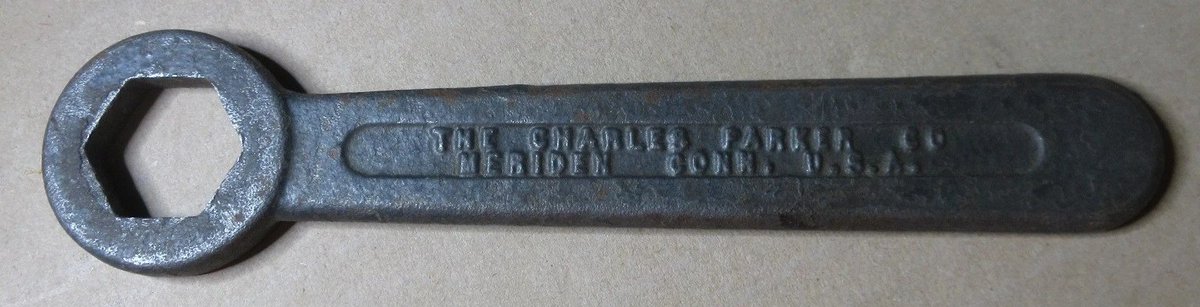 THE CHARLES PARKER CO
MERIDEN CONN. U.S.A.